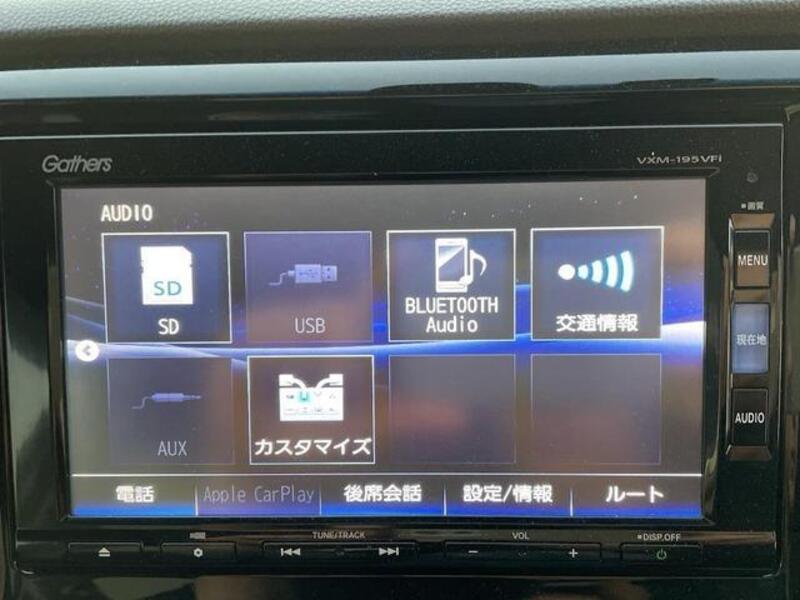 Gathers
VXM-195VFi
■画質
AUDIO
SD
SD
USB
BLUETOOTH
Audio
交通情報
MENU
現在地
AUX
カスタマイズ
AUDIO
電話
Apple CarPlay
後席会話
設定/情報
ルート
TUNE/TRACK
VOL
■DISP.OFF